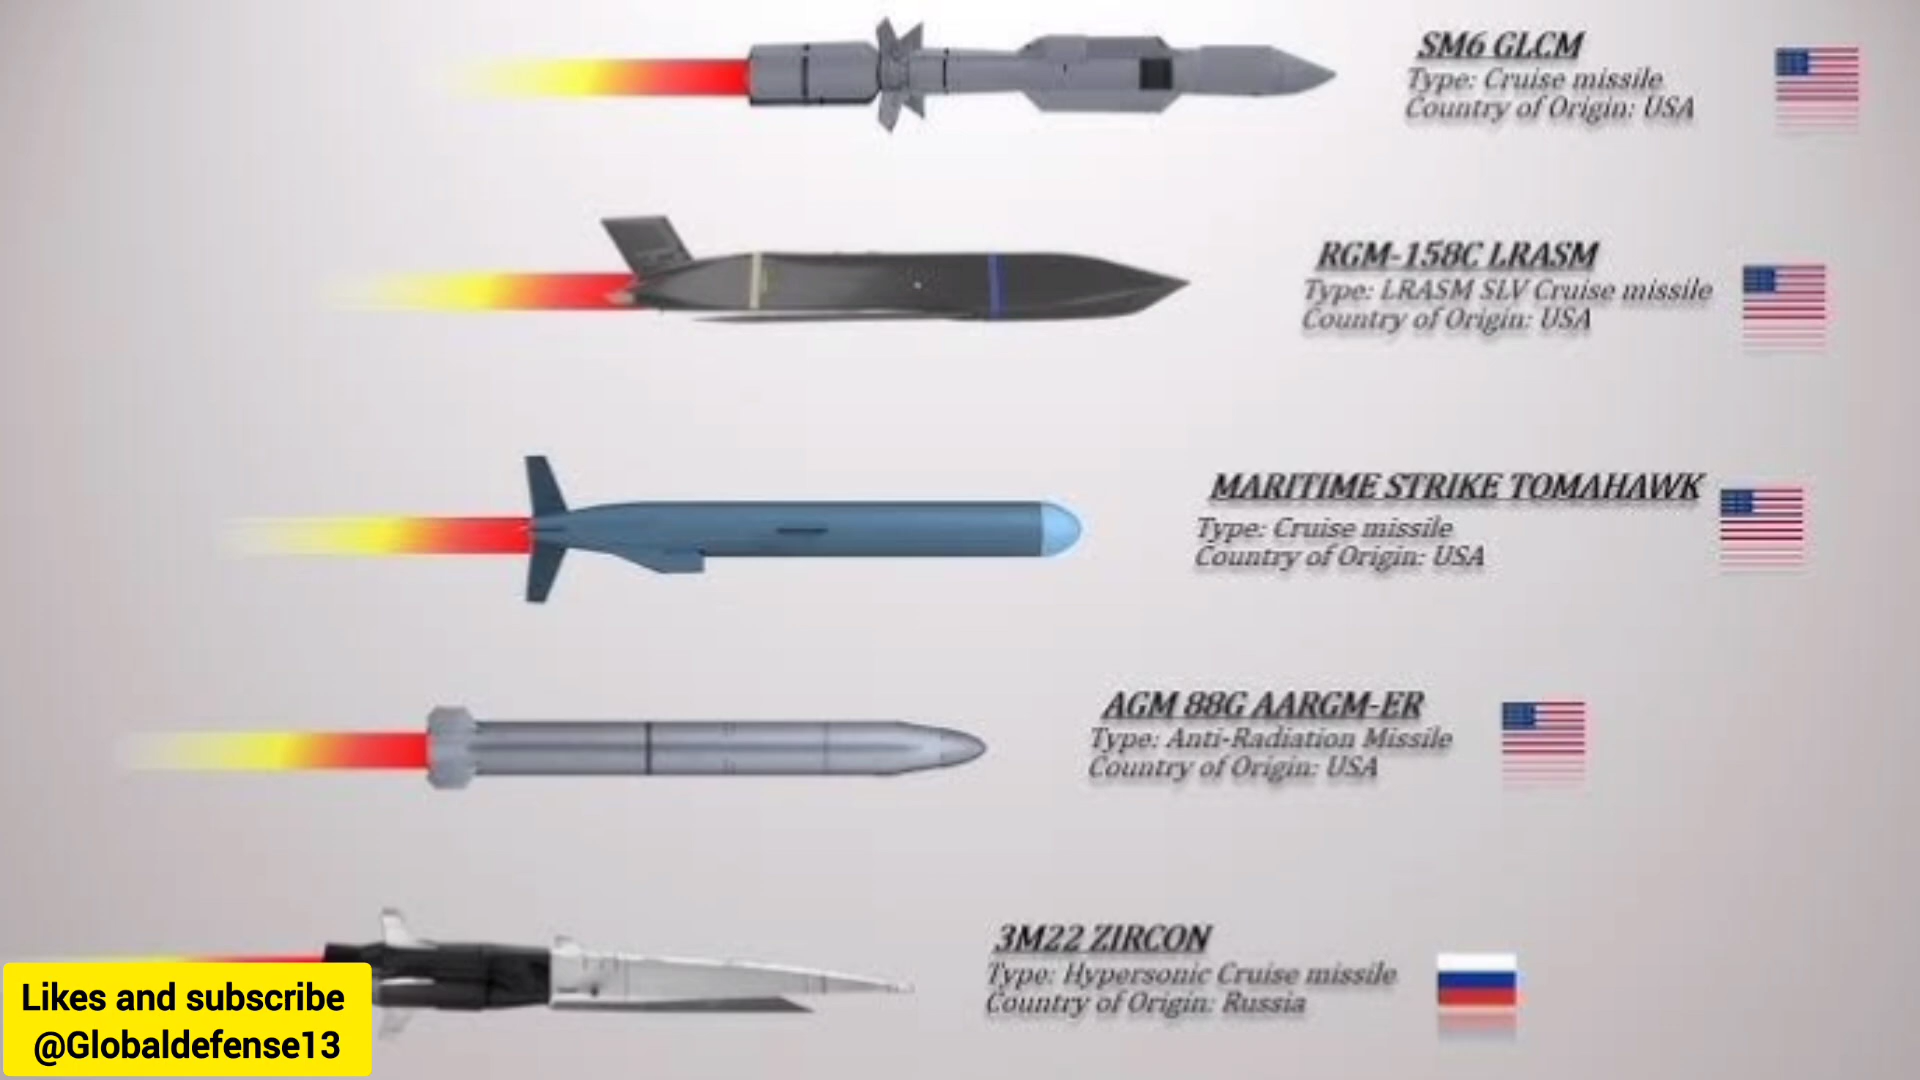 SM6 GLCM
Type: Cruise missile
Country of Origin: USA
RGM-158C LRASM
Type: LRASM SLV Cruise missile
Country of Origin: USA
MARITIME STRIKE TOMAHAWK
Type: Cruise missile
Country of Origin: USA
AGM 88G AARGM-ER
Type: Anti-Radiation Missile
Country of Origin: USA
3M22 ZIRCON
Type: Hypersonic Cruise missile
Country of Origin: Russia
Likes and subscribe
@Globaldefense13